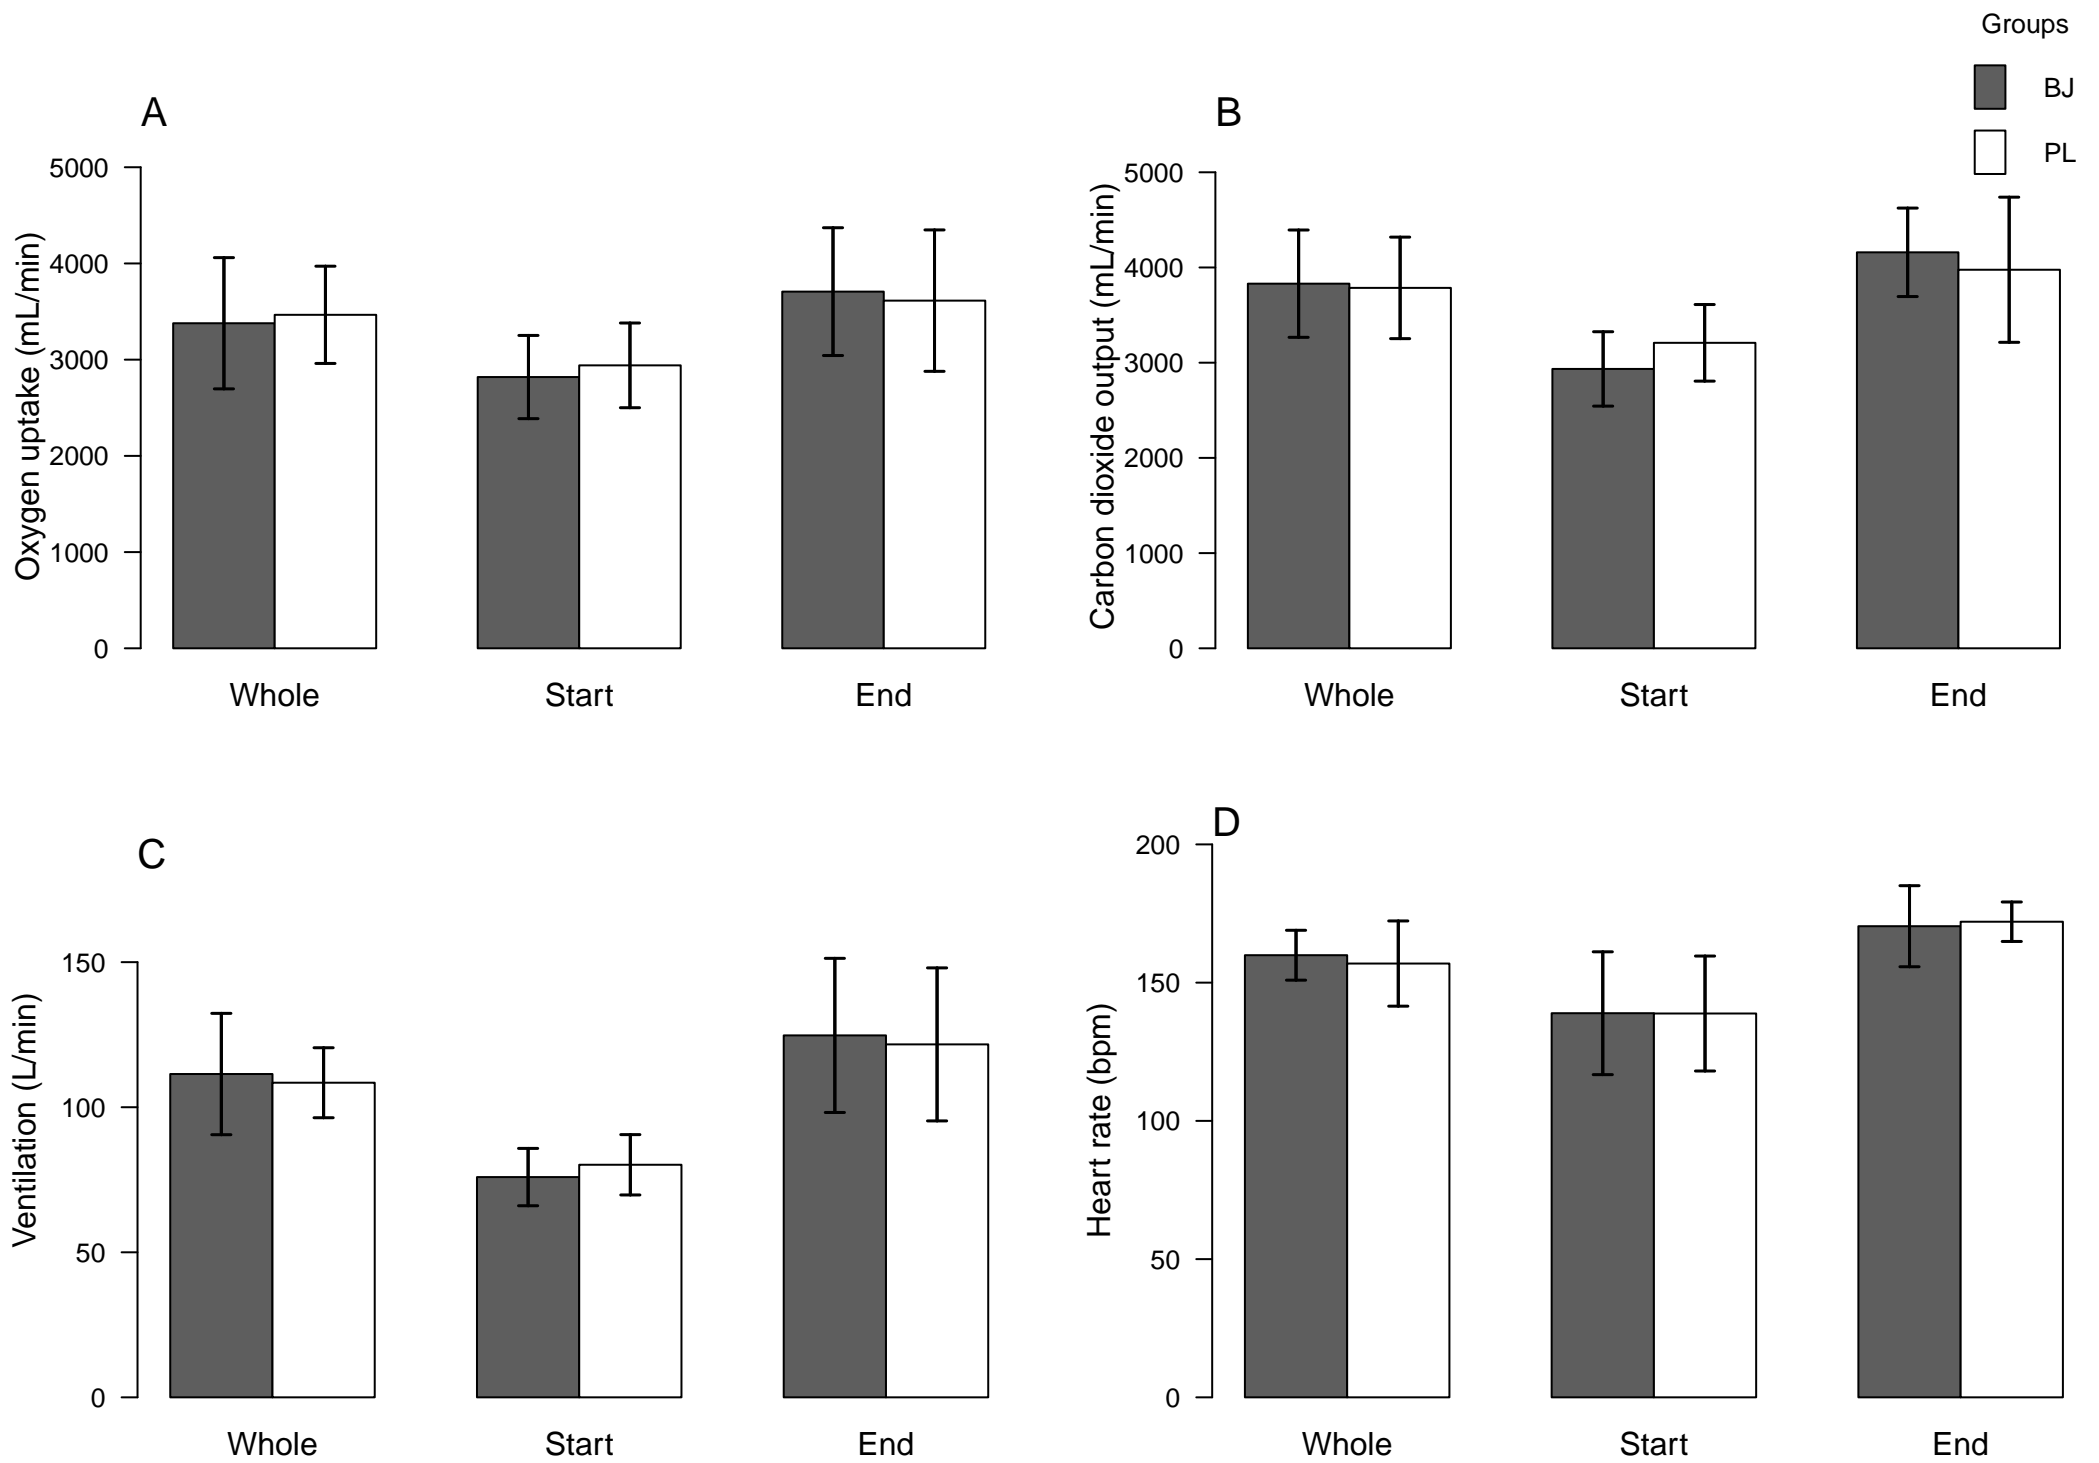 Groups
BJ
PL
A
Oxygen uptake (mL/min)
5000
4000
3000
2000
1000
0
Whole Start End
B
Carbon dioxide output (mL/min)
5000
4000
3000
2000
1000
0
Whole Start End
C
Ventilation (L/min)
150
100
50
0
Whole Start End
D
Heart rate (bpm)
200
150
100
50
0
Whole Start End